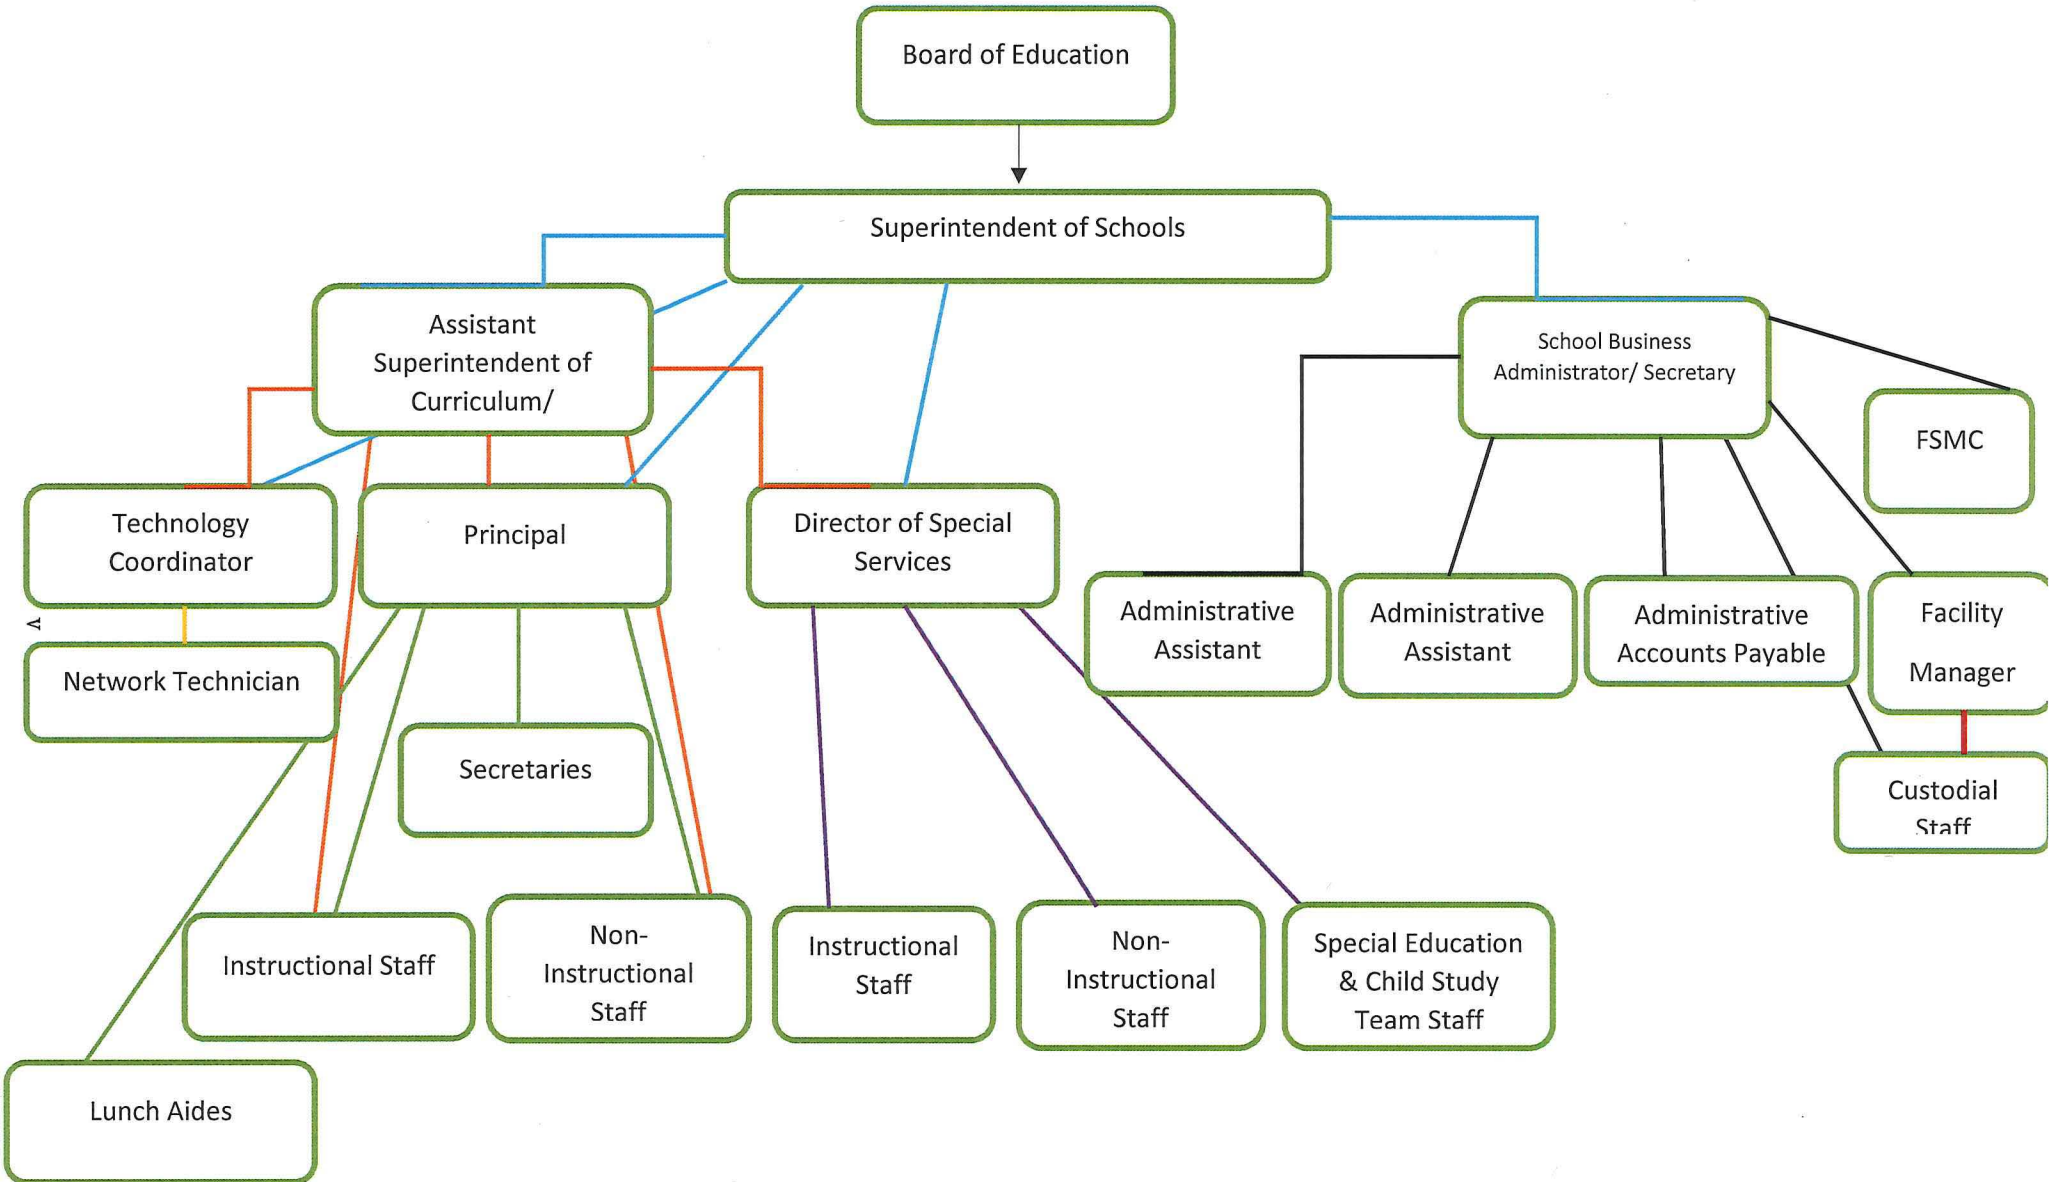 Board of Education
Superintendent of Schools
Assistant
Superintendent of
Curriculum/
School Business
Administrator/ Secretary
FSMC
Technology
Coordinator
Principal
Director of Special
Services
Administrative
Assistant
Administrative
Assistant
Administrative
Accounts Payable
Facility
Manager
Network Technician
Secretaries
Custodial
Staff
Instructional Staff
Non-
Instructional
Staff
Instructional
Staff
Non-
Instructional
Staff
Special Education
& Child Study
Team Staff
Lunch Aides